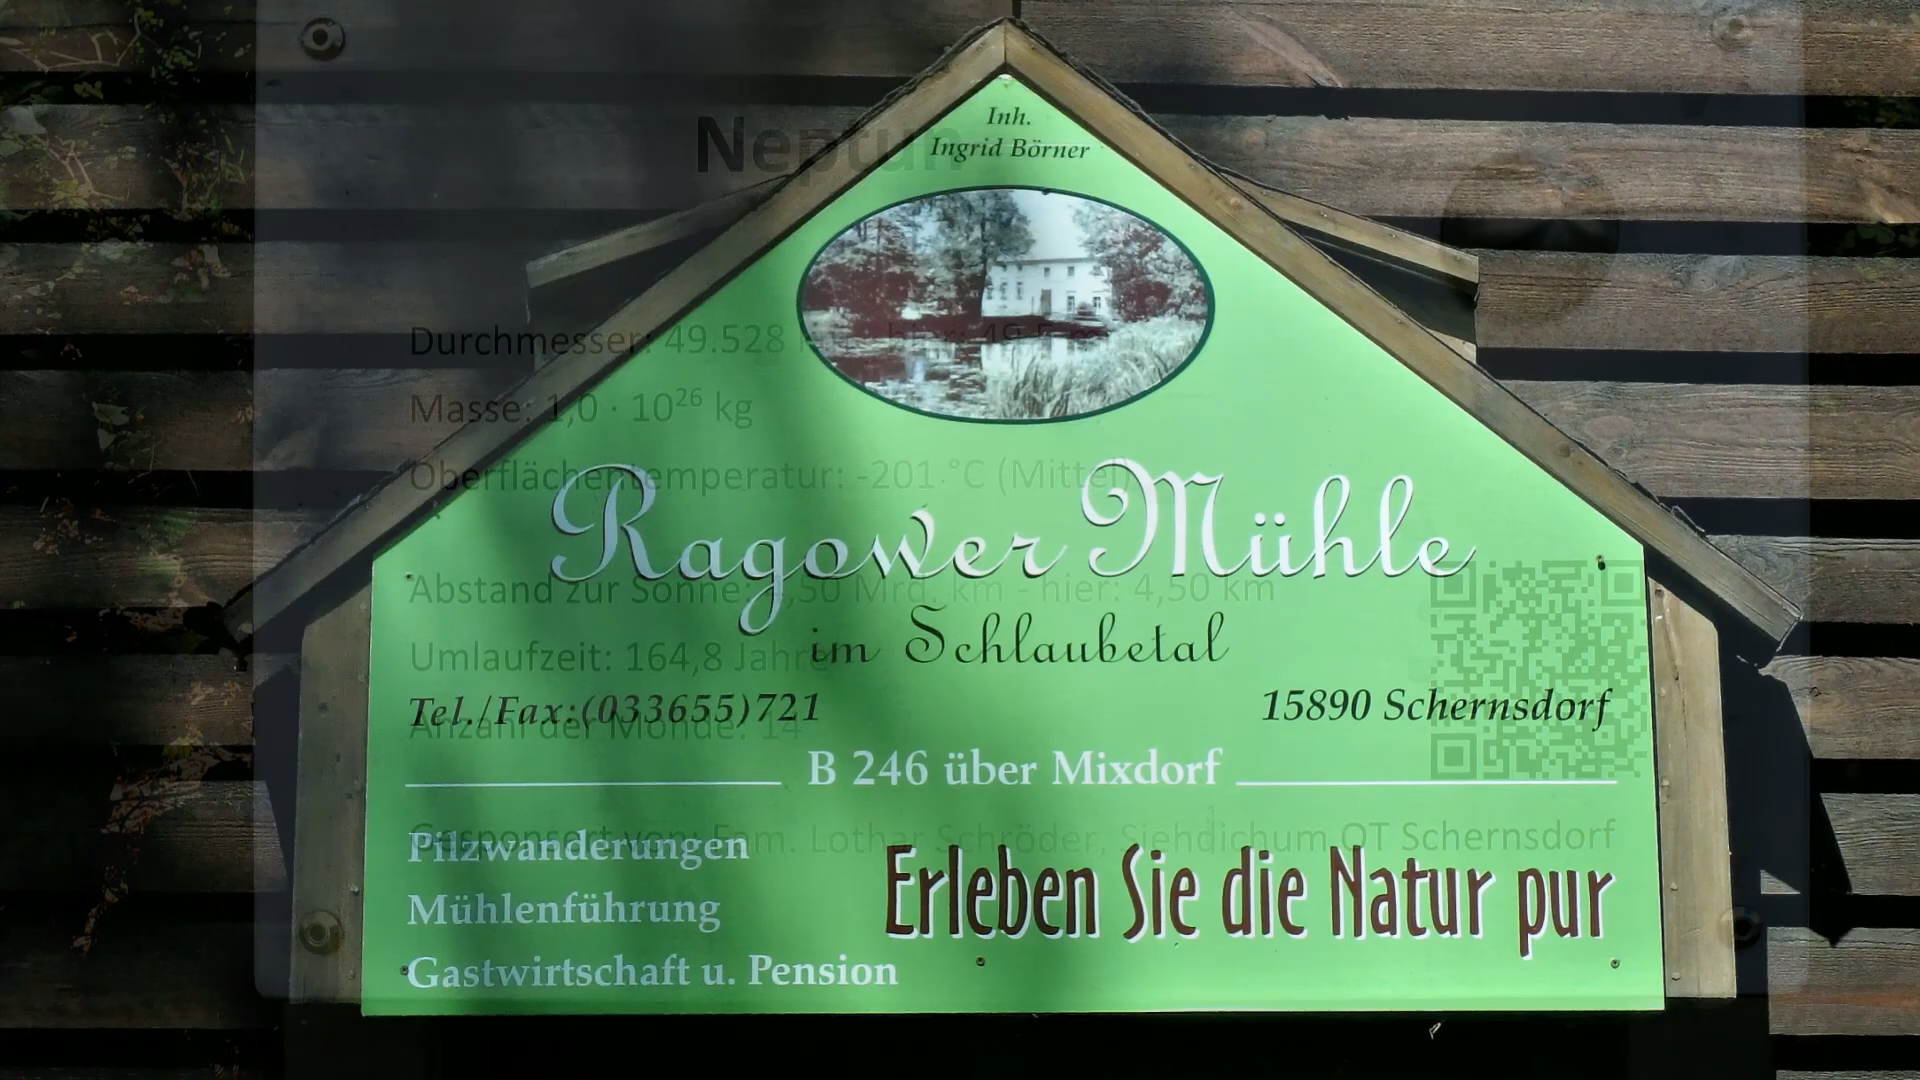 Inh.
Ingrid Börner
Neptun
Durchmesser: 49.528 km - hier: 49,5 m
Masse: 1,0 · 10²⁶ kg
Oberflächentemperatur: -201 °C (Mittel)
Ragower Mühle
Abstand zur Sonne: 4,50 Mrd. km - hier: 4,50 km
im Schlaubetal
Umlaufzeit: 164,8 Jahre
Tel./Fax:(033655)721
15890 Schernsdorf
Anzahl der Monde: 14
B 246 über Mixdorf
Gesponsert von: Fam. Lothar Schröder, Siehdichum OT Schernsdorf
Pilzwanderungen
Mühlenführung
Gastwirtschaft u. Pension
Erleben Sie die Natur pur